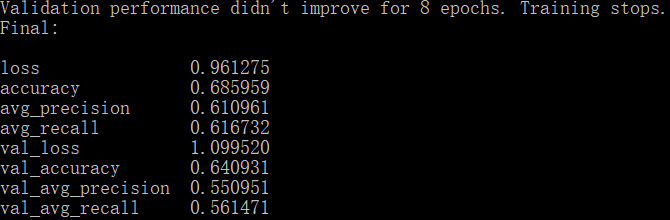 Validation performance didn't improve for 8 epochs. Training stops.
Final:
loss 0.961275
accuracy 0.685959
avg_precision 0.610961
avg_recall 0.616732
val_loss 1.099520
val_accuracy 0.640931
val_avg_precision 0.550951
val_avg_recall 0.561471